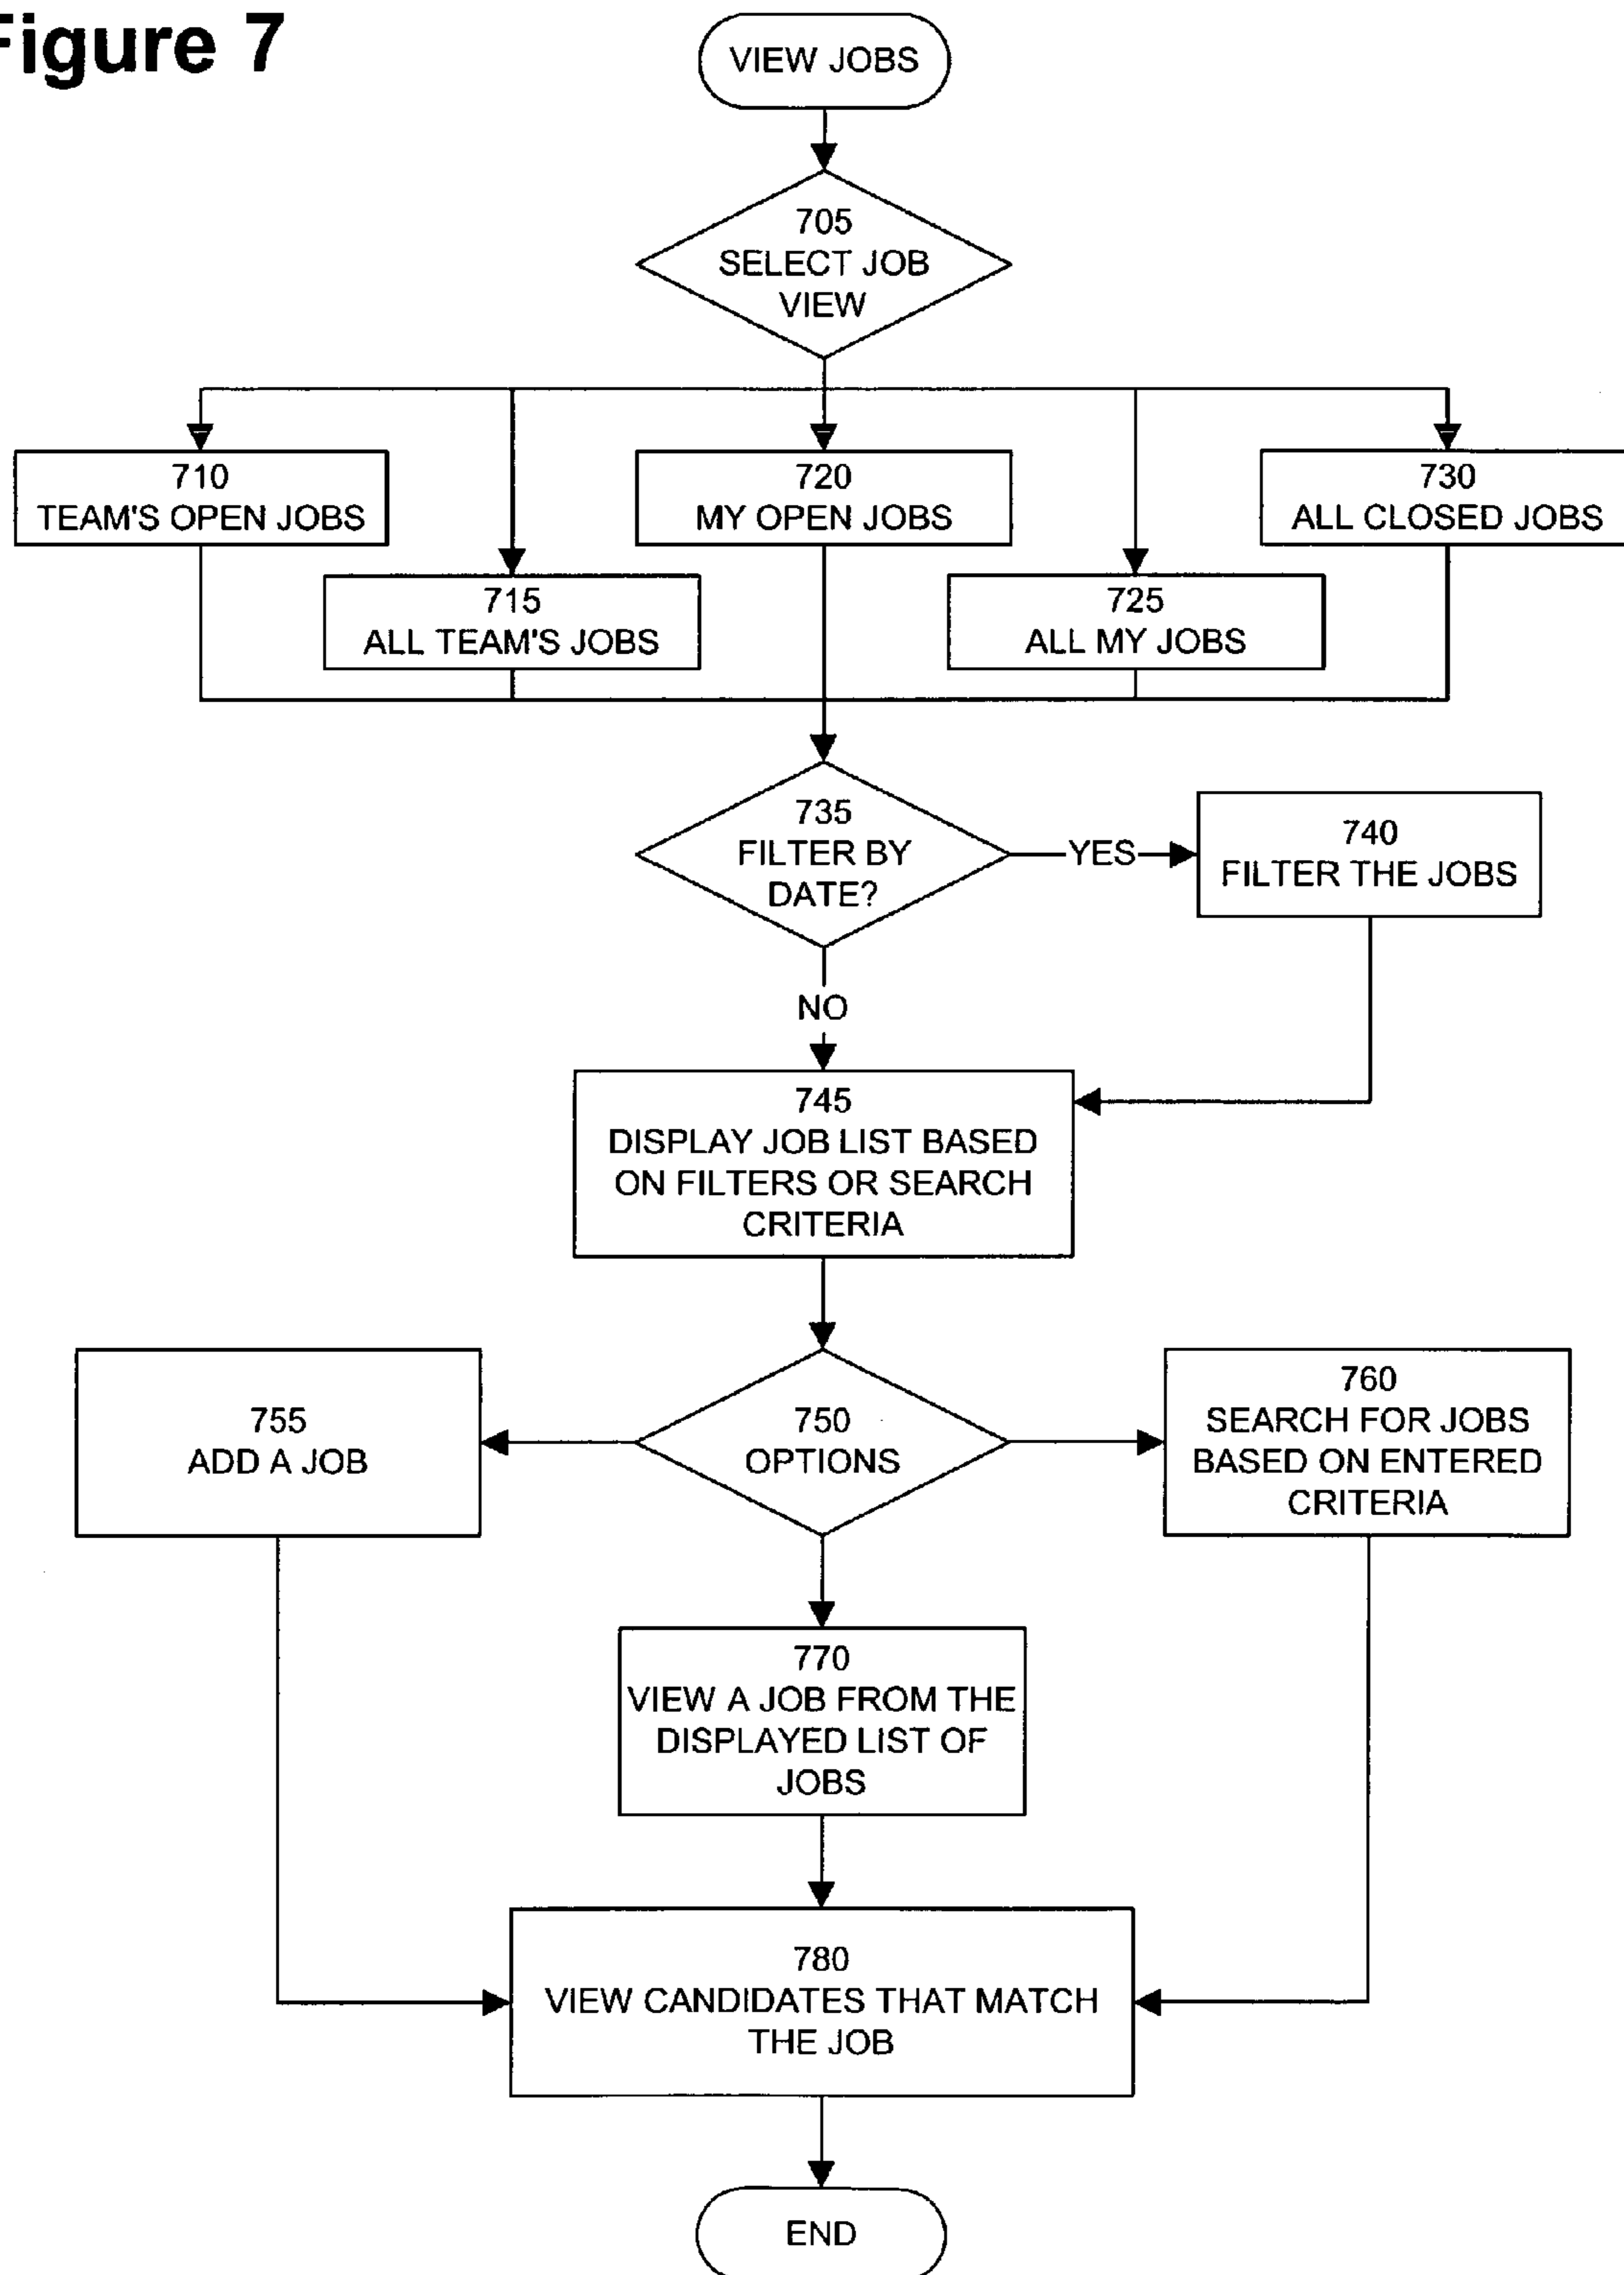 Figure 7
VIEW JOBS
705
SELECT JOB
VIEW
710
TEAM'S OPEN JOBS
720
MY OPEN JOBS
730
ALL CLOSED JOBS
715
ALL TEAM'S JOBS
725
ALL MY JOBS
735
FILTER BY
DATE?
YES
740
FILTER THE JOBS
NO
745
DISPLAY JOB LIST BASED
ON FILTERS OR SEARCH
CRITERIA
755
ADD A JOB
750
OPTIONS
760
SEARCH FOR JOBS
BASED ON ENTERED
CRITERIA
770
VIEW A JOB FROM THE
DISPLAYED LIST OF
JOBS
780
VIEW CANDIDATES THAT MATCH
THE JOB
END